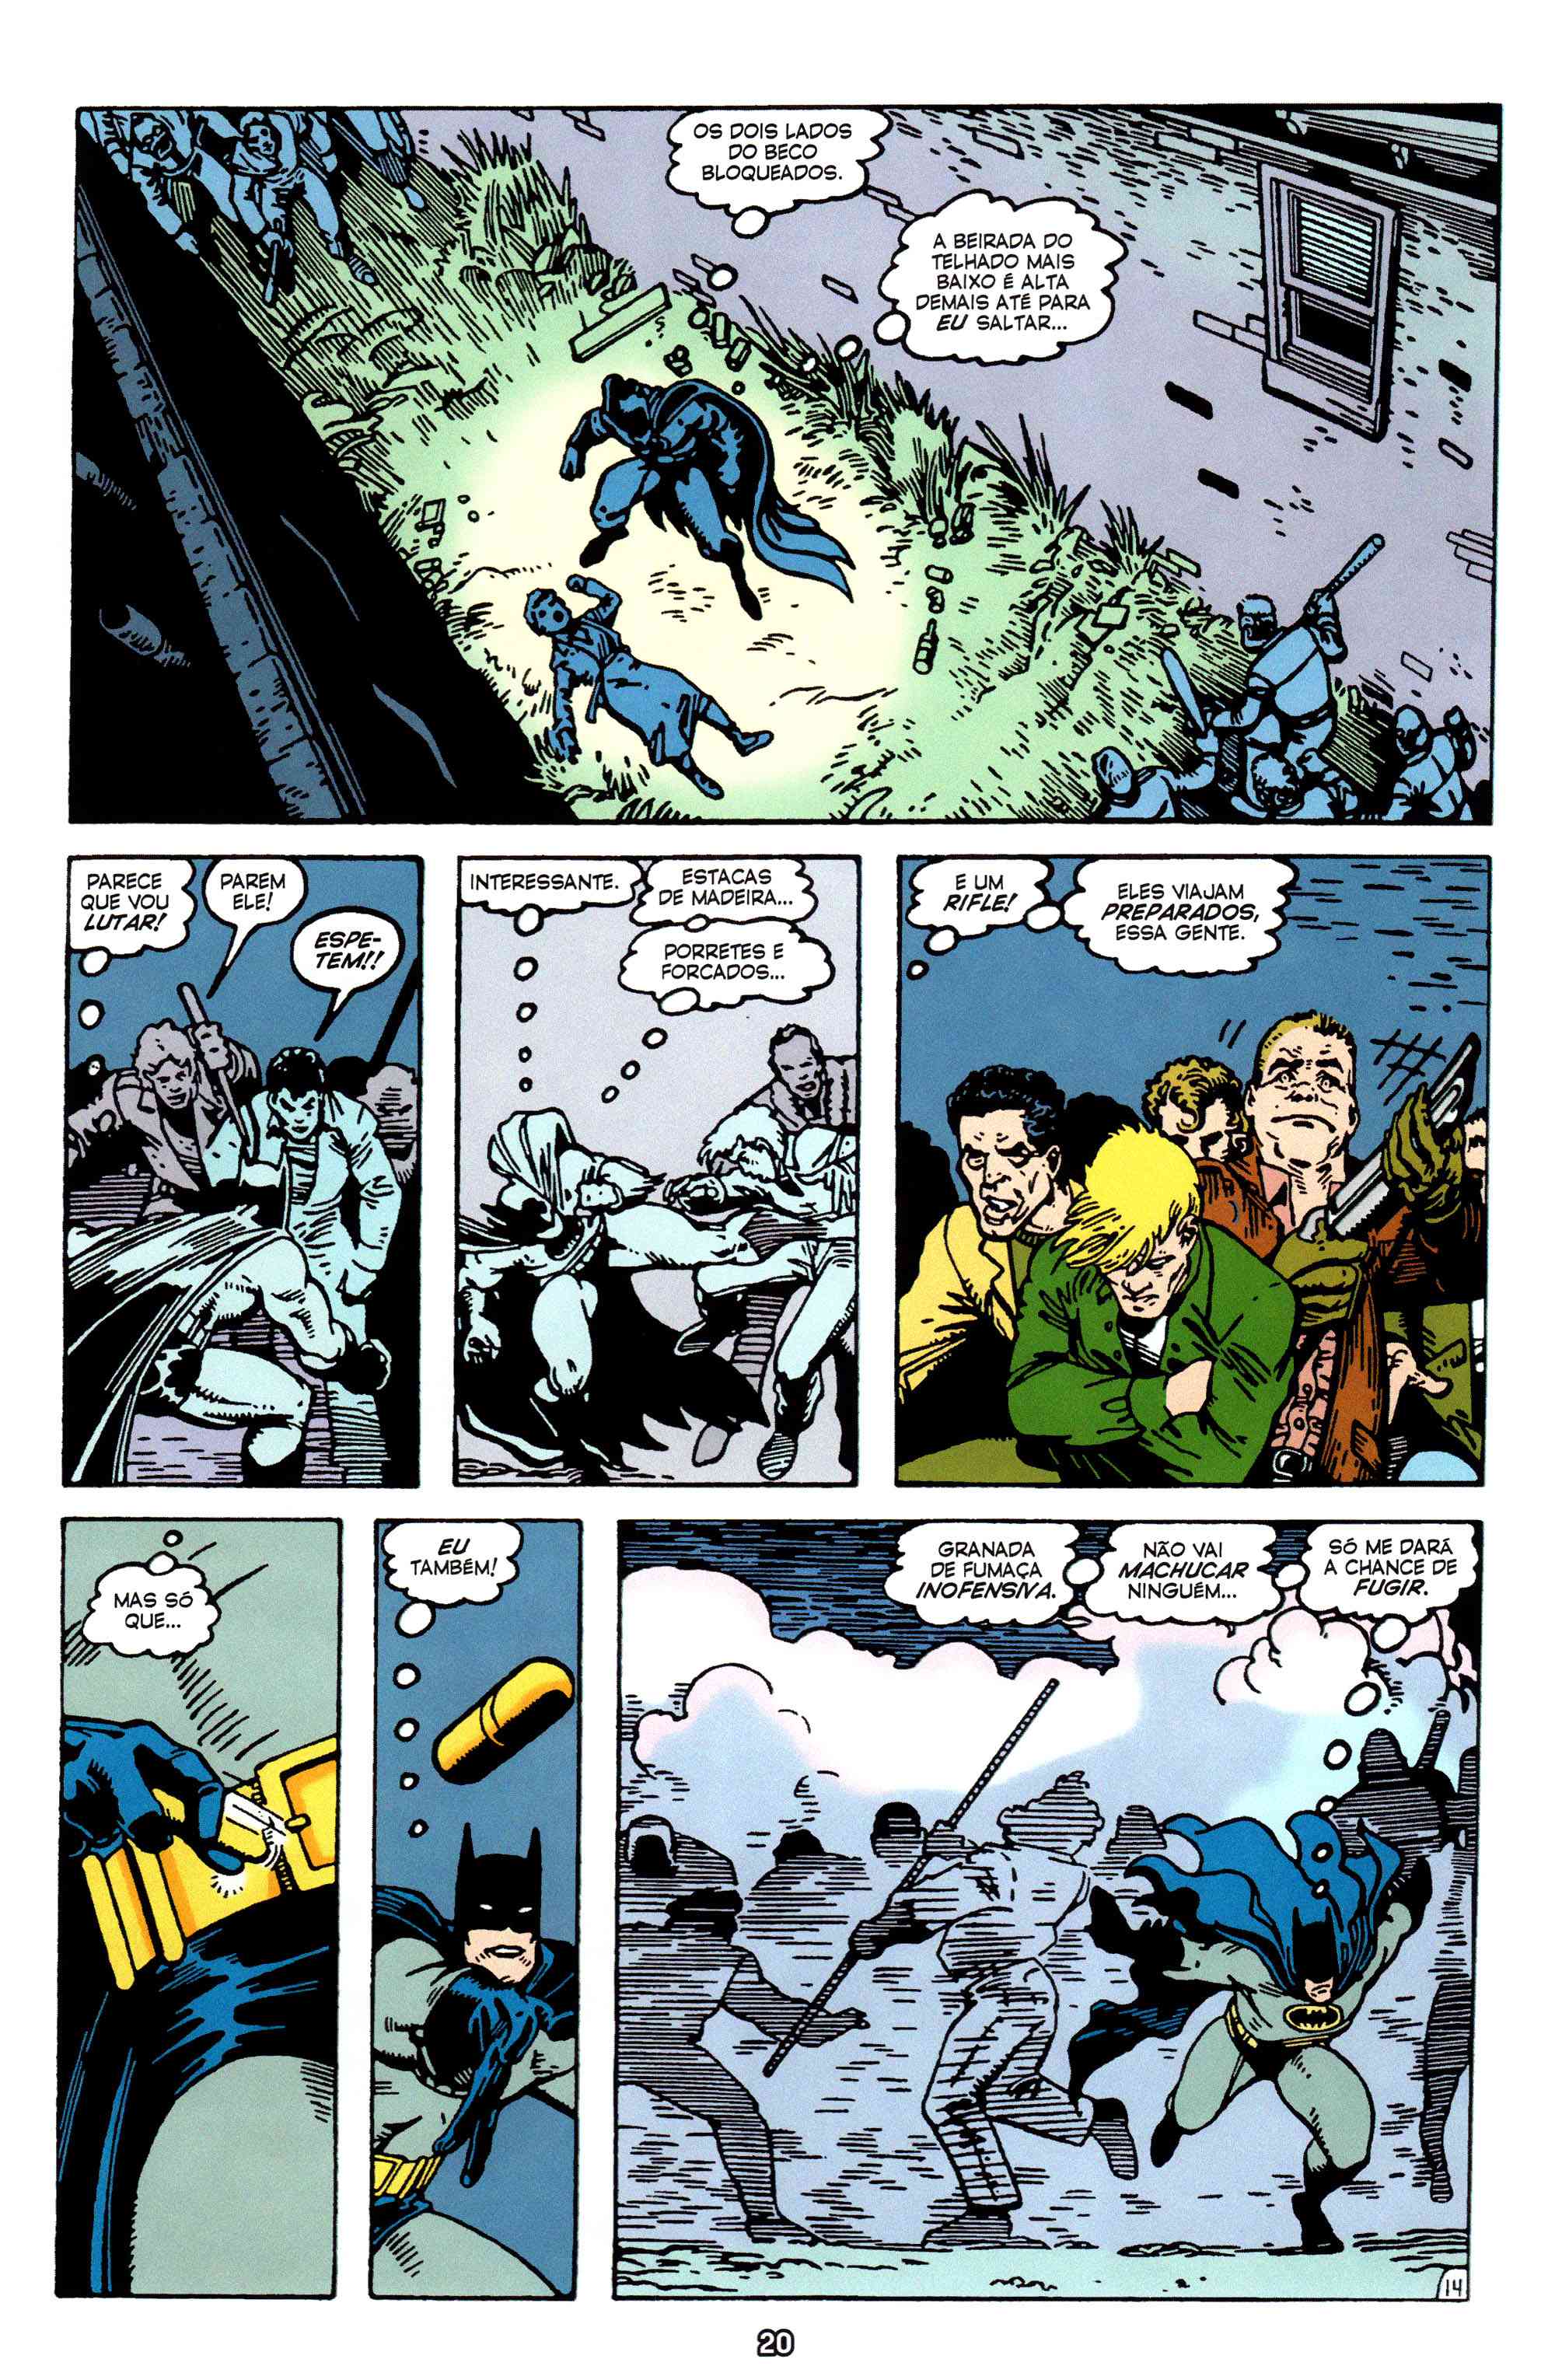 OS DOIS LADOS
DO BECO
BLOQUEADOS.
A BEIRADA DO
TELHADO MAIS
BAIXO É ALTA
DEMAIS ATÉ PARA
EU SALTAR...
PARECE
QUE VOU
LUTAR!
PAREM
ELE!
ESPE-
TEM!!
INTERESSANTE.
ESTACAS
DE MADEIRA...
PORRETES E
FORCADOS...
E UM
RIFLE!
ELES VIAJAM
PREPARADOS,
ESSA GENTE.
MAS SÓ
QUE...
EU
TAMBÉM!
GRANADA
DE FUMAÇA
INOFENSIVA.
NÃO VAI
MACHUCAR
NINGUÉM...
SÓ ME DARÁ
A CHANCE DE
FUGIR.
14
20